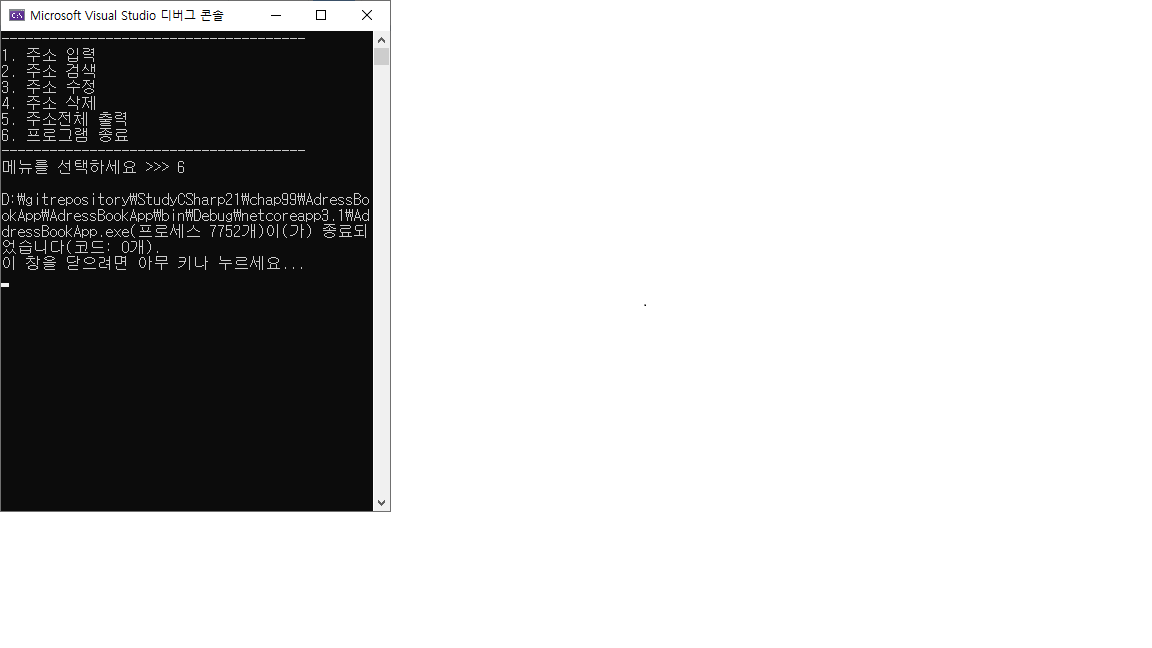 Microsoft Visual Studio 디버그 콘솔
------------------------------------
1. 주소 입력
2. 주소 검색
3. 주소 수정
4. 주소 삭제
5. 주소전체 출력
6. 프로그램 종료
------------------------------------
메뉴를 선택하세요 >>> 6
D:₩gitrepository₩StudyCSharp21₩chap99₩AdressBo
okApp₩AdressBookApp₩bin₩Debug₩netcoreapp3.1₩Ad
dressBookApp.exe(프로세스 7752개)이(가) 종료되
었습니다(코드: 0개).
이 창을 닫으려면 아무 키나 누르세요...